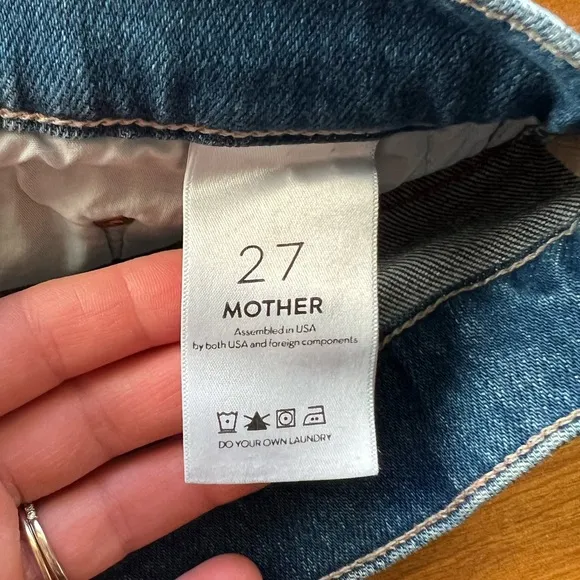 27
MOTHER
Assembled in USA
by both USA and foreign components
DO YOUR OWN LAUNDRY